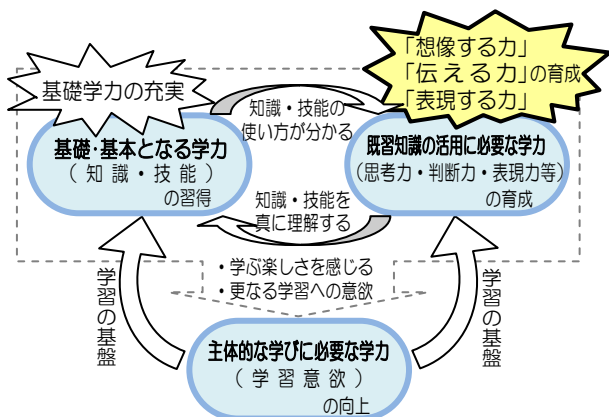 基礎学力の充実
「想像する力」
「伝える力」の育成
「表現する力」
知識・技能の
使い方が分かる
基礎・基本となる学力
（知識・技能）
の習得
既習知識の活用に必要な学力
（思考力・判断力・表現力等）
の育成
知識・技能を
真に理解する
・学ぶ楽しさを感じる
・更なる学習への意欲
学習の基盤
学習の基盤
主体的な学びに必要な学力
（学習意欲）
の向上